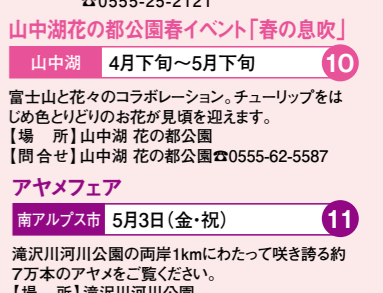 ☎0555-25-2121
山中湖花の都公園春イベント「春の息吹」
山中湖 4月下旬~5月下旬 10
富士山と花々のコラボレーション。チューリップをは
じめ色とりどりのお花が見頃を迎えます。
【場 所】山中湖 花の都公園
【問合せ】山中湖 花の都公園☎0555-62-5587
アヤメフェア
南アルプス市 5月3日(金・祝) 11
滝沢川河川公園の両岸1kmにわたって咲き誇る約
7万本のアヤメをご覧ください。
【場 所】滝沢川河川公園